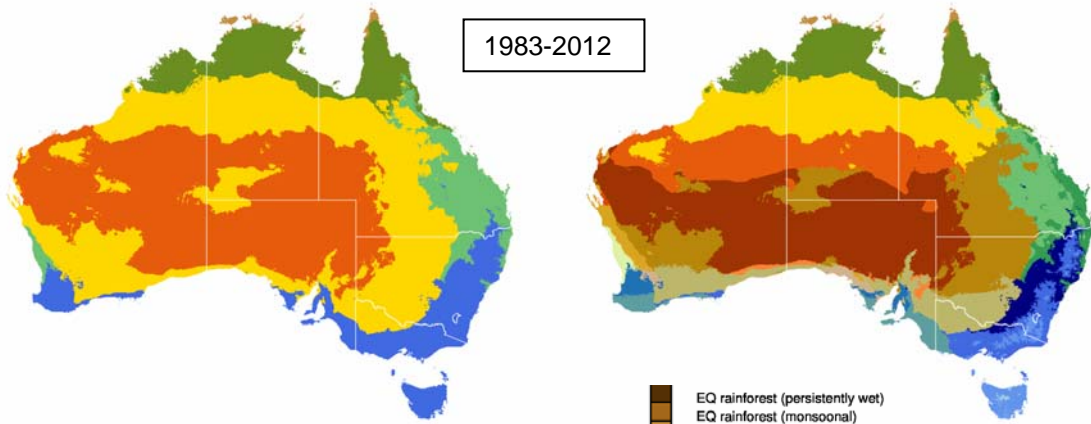 1983-2012
EQ rainforest (persistently wet)
EQ rainforest (monsoonal)